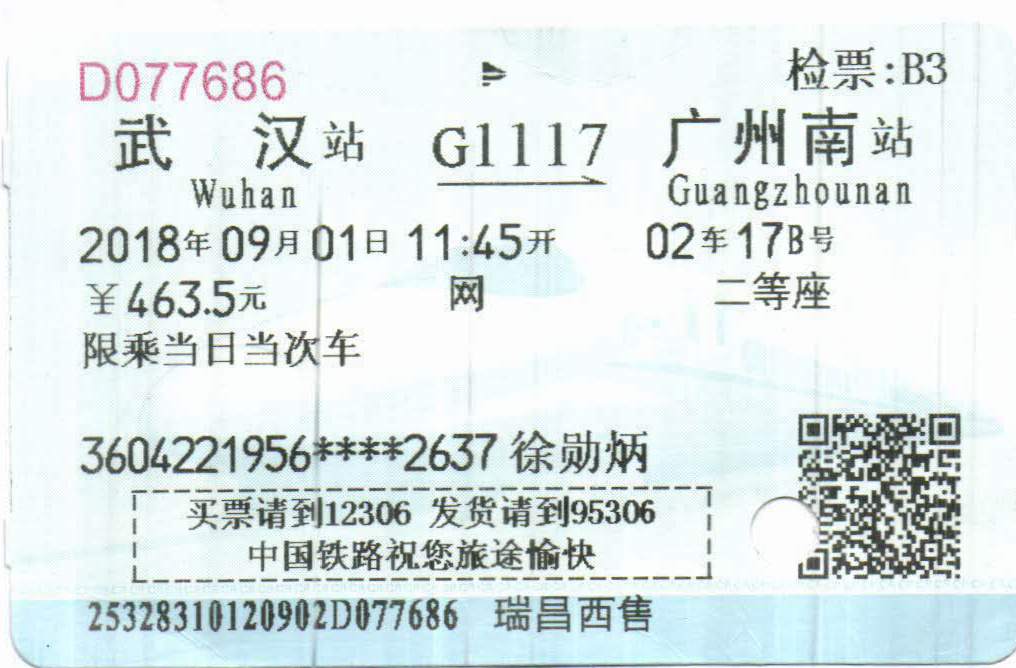 D077686 检票:B3
武汉站 G1117 广州南站
Wuhan Guangzhounan
2018年09月01日 11:45开 02车17B号
￥463.5元 网 二等座
限乘当日当次车
3604221956****2637 徐勋炳
买票请到12306 发货请到95306
中国铁路祝您旅途愉快
25328310120902D077686 瑞昌西售